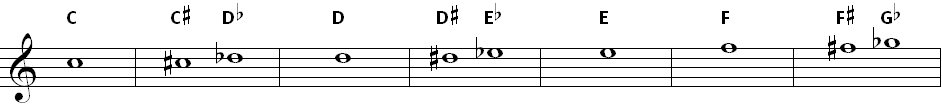 C C♯ D♭ D D♯ E♭ E F F♯ G♭